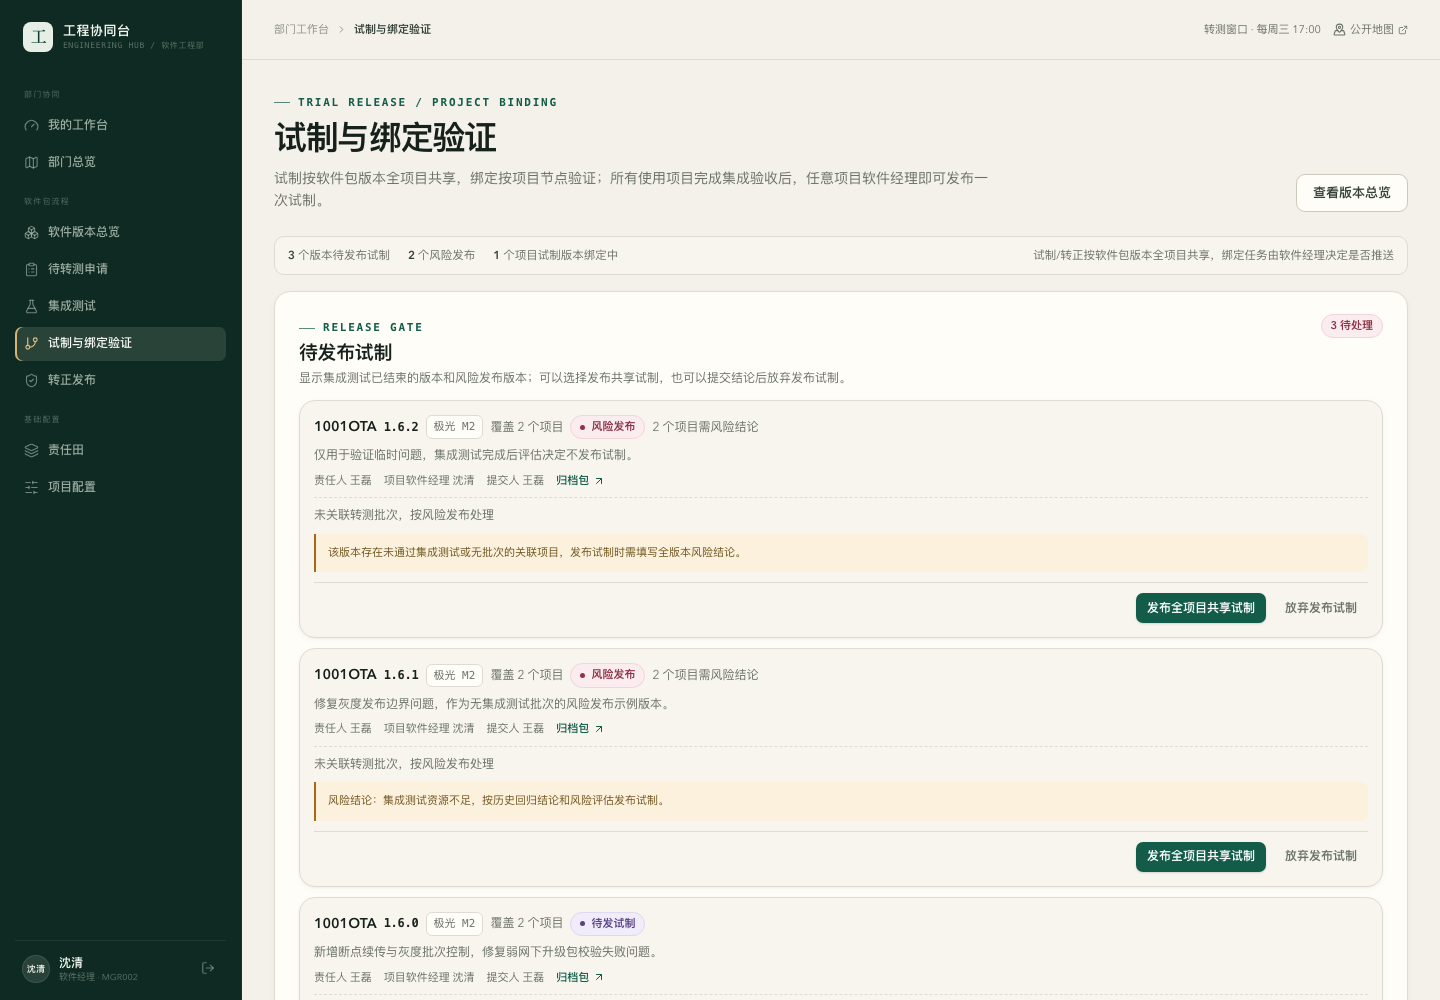 工
工程协同台
ENGINEERING HUB / 软件工程部
部门协同
我的工作台
部门总览
软件包流程
软件版本总览
待转测申请
集成测试
试制与绑定验证
转正发布
基础配置
责任田
项目配置
沈清
沈清
软件经理 · MGR002
部门工作台 > 试制与绑定验证
转测窗口 · 每周三 17:00 公开地图
TRIAL RELEASE / PROJECT BINDING
试制与绑定验证
试制按软件包版本全项目共享，绑定按项目节点验证；所有使用项目完成集成验收后，任意项目软件经理即可发布一
次试制。
查看版本总览
3 个版本待发布试制 2 个风险发布 1 个项目试制版本绑定中
试制/转正按软件包版本全项目共享，绑定任务由软件经理决定是否推送
RELEASE GATE
3 待处理
待发布试制
显示集成测试已结束的版本和风险发布版本；可以选择发布共享试制，也可以提交结论后放弃发布试制。
1001OTA 1.6.2 极光 M2 覆盖 2 个项目 风险发布 2 个项目需风险结论
仅用于验证临时问题，集成测试完成后评估决定不发布试制。
责任人 王磊 项目软件经理 沈清 提交人 王磊 归档包
未关联转测批次，按风险发布处理
该版本存在未通过集成测试或无批次的关联项目，发布试制时需填写全版本风险结论。
发布全项目共享试制 放弃发布试制
1001OTA 1.6.1 极光 M2 覆盖 2 个项目 风险发布 2 个项目需风险结论
修复灰度发布边界问题，作为无集成测试批次的风险发布示例版本。
责任人 王磊 项目软件经理 沈清 提交人 王磊 归档包
未关联转测批次，按风险发布处理
风险结论：集成测试资源不足，按历史回归结论和风险评估发布试制。
发布全项目共享试制 放弃发布试制
1001OTA 1.6.0 极光 M2 覆盖 2 个项目 待发试制
新增断点续传与灰度批次控制，修复弱网下升级包校验失败问题。
责任人 王磊 项目软件经理 沈清 提交人 王磊 归档包